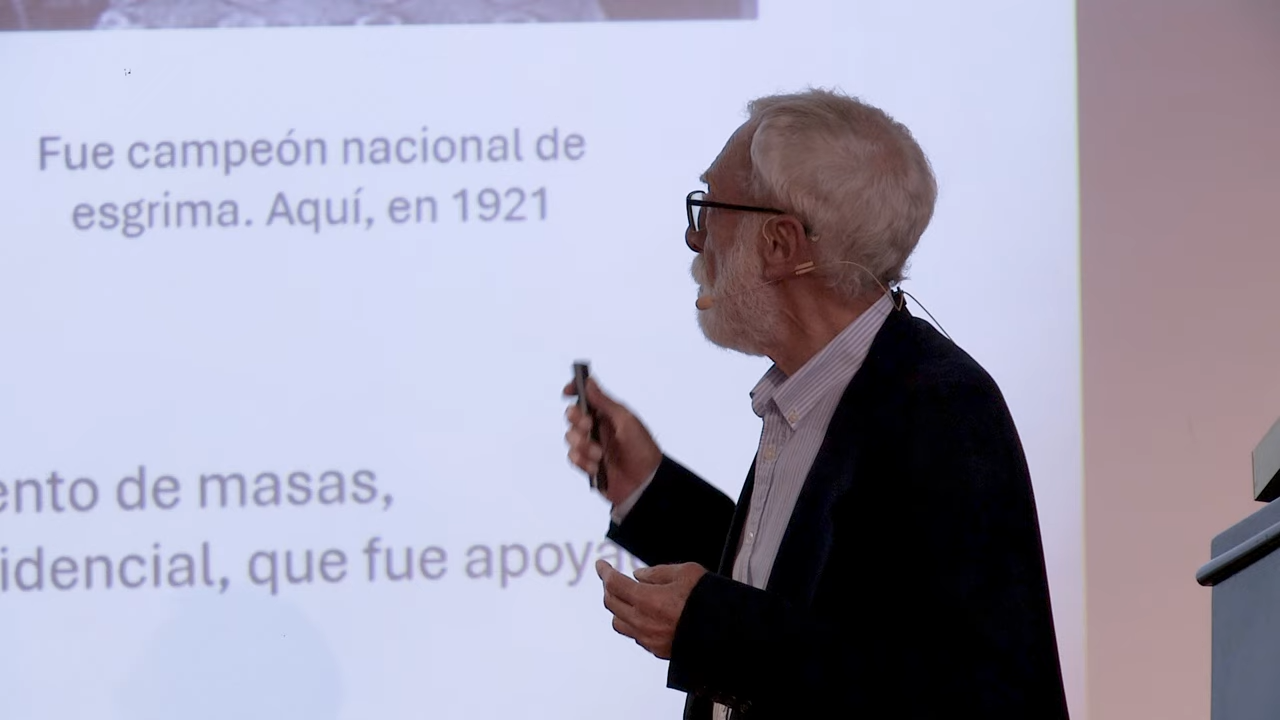 Fue campeón nacional de
esgrima. Aquí, en 1921
ento de masas,
idencial, que fue apoya